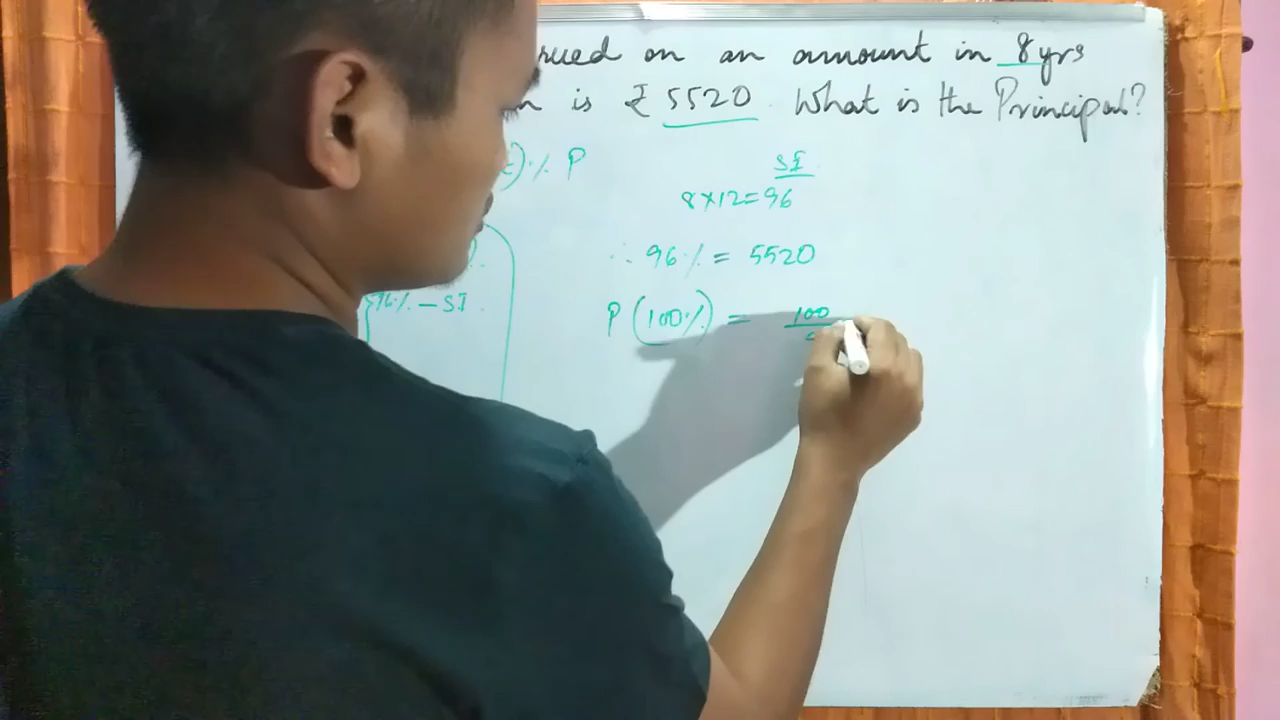 on an amount in 8yrs
is ₹ 5520. What is the Principal?
% P
SI
8×12=96
∴ 96% = 5520
96% – SI
P (100%) = 100